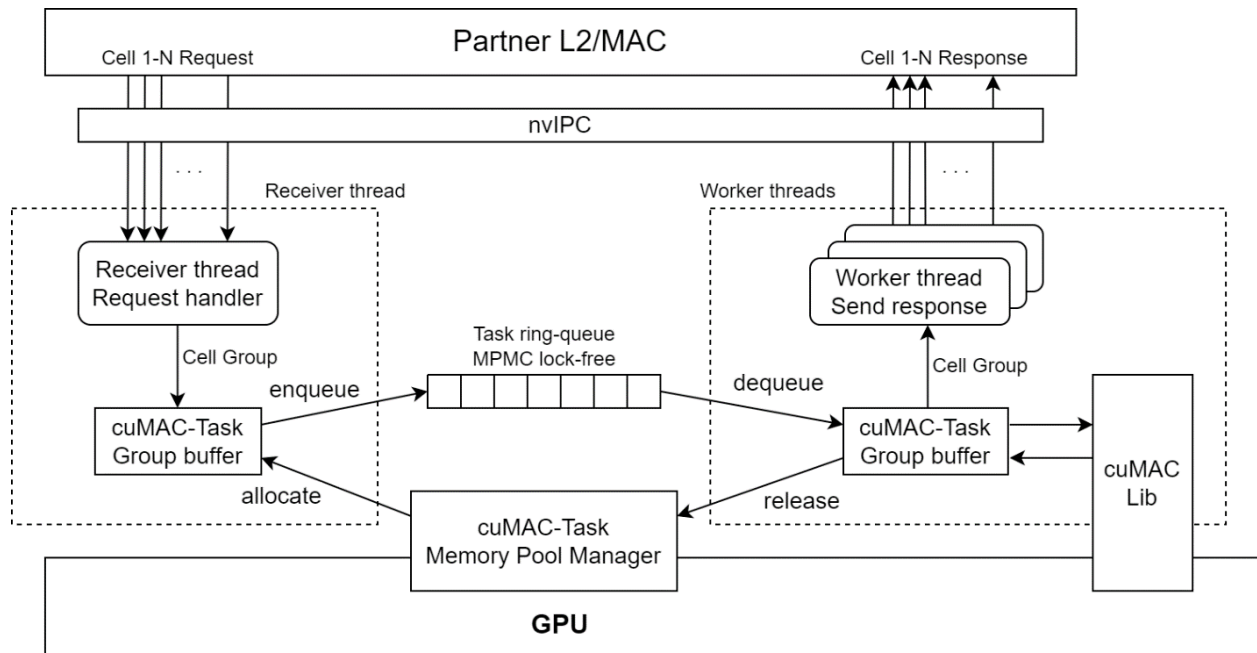 Partner L2/MAC
Cell 1-N Request
Cell 1-N Response
nvIPC
. . .
. . .
Receiver thread
Worker threads
Receiver thread
Request handler
Worker thread
Send response
Cell Group
Task ring-queue
MPMC lock-free
Cell Group
enqueue
dequeue
cuMAC-Task
Group buffer
cuMAC-Task
Group buffer
cuMAC
Lib
allocate
release
cuMAC-Task
Memory Pool Manager
GPU